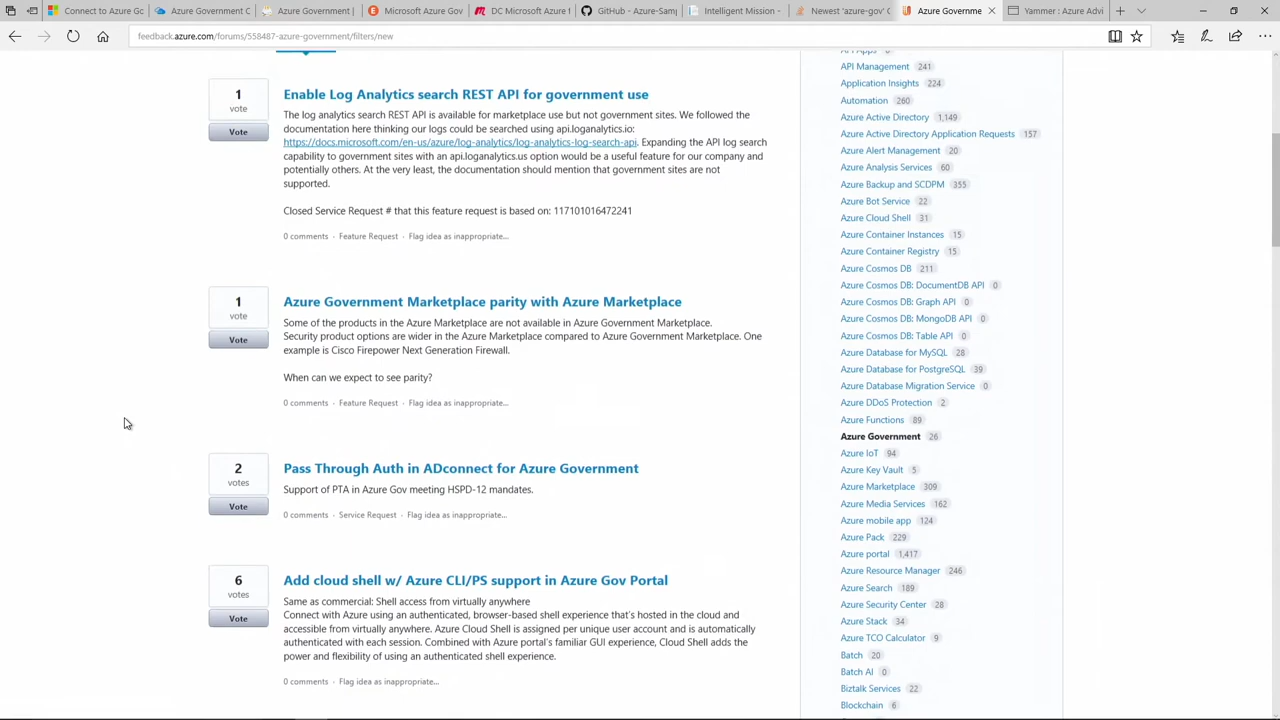 Connect to Azure Go
Azure Government C
Microsoft Azure Gove
DC Microsoft Azure
GitHub - Azure-Samp
Intelligent Mission -
Newest 'azure-gov' Q
Azure Governme
Yammer : Azure Advi
feedback.azure.com/forums/558487-azure-government/filters/new
1
vote
Vote
Enable Log Analytics search REST API for government use
The log analytics search REST API is available for marketplace use but not government sites. We followed the
documentation here thinking our logs could be searched using api.loganalytics.io:
https://docs.microsoft.com/en-us/azure/log-analytics/log-analytics-log-search-api. Expanding the API log search
capability to government sites with an api.loganalytics.us option would be a useful feature for our company and
potentially others. At the very least, the documentation should mention that government sites are not
supported.
Closed Service Request # that this feature request is based on: 117101016472241
0 comments · Feature Request · Flag idea as inappropriate...
1
vote
Vote
Azure Government Marketplace parity with Azure Marketplace
Some of the products in the Azure Marketplace are not available in Azure Government Marketplace.
Security product options are wider in the Azure Marketplace compared to Azure Government Marketplace. One
example is Cisco Firepower Next Generation Firewall.
When can we expect to see parity?
0 comments · Feature Request · Flag idea as inappropriate...
2
votes
Vote
Pass Through Auth in ADconnect for Azure Government
Support of PTA in Azure Gov meeting HSPD-12 mandates.
0 comments · Service Request · Flag idea as inappropriate...
6
votes
Vote
Add cloud shell w/ Azure CLI/PS support in Azure Gov Portal
Same as commercial: Shell access from virtually anywhere
Connect with Azure using an authenticated, browser-based shell experience that's hosted in the cloud and
accessible from virtually anywhere. Azure Cloud Shell is assigned per unique user account and is automatically
authenticated with each session. Combined with Azure portal's familiar GUI experience, Cloud Shell adds the
power and flexibility of using an authenticated shell experience.
0 comments · Flag idea as inappropriate...
API Apps
API Management 241
Application Insights 224
Automation 260
Azure Active Directory 1,149
Azure Active Directory Application Requests 157
Azure Alert Management 20
Azure Analysis Services 60
Azure Backup and SCDPM 355
Azure Bot Service 22
Azure Cloud Shell 31
Azure Container Instances 15
Azure Container Registry 15
Azure Cosmos DB 211
Azure Cosmos DB: DocumentDB API 0
Azure Cosmos DB: Graph API 0
Azure Cosmos DB: MongoDB API 0
Azure Cosmos DB: Table API 0
Azure Database for MySQL 28
Azure Database for PostgreSQL 39
Azure Database Migration Service 0
Azure DDoS Protection 2
Azure Functions 89
Azure Government 26
Azure IoT 94
Azure Key Vault 5
Azure Marketplace 309
Azure Media Services 162
Azure mobile app 124
Azure Pack 229
Azure portal 1,417
Azure Resource Manager 246
Azure Search 189
Azure Security Center 28
Azure Stack 34
Azure TCO Calculator 9
Batch 20
Batch AI 0
Biztalk Services 22
Blockchain 6